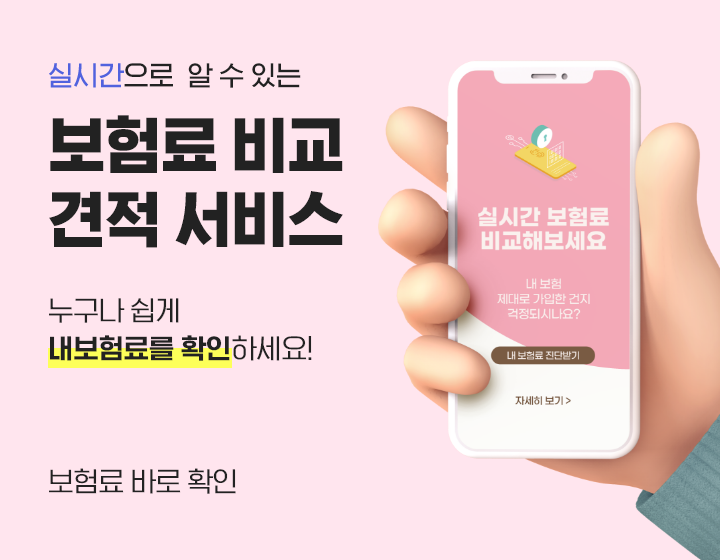 실시간으로 알 수 있는
보험료 비교
견적 서비스
누구나 쉽게
내보험료를 확인하세요!
보험료 바로 확인
1
실시간 보험료
비교해보세요
내 보험
제대로 가입한 건지
걱정되시나요?
내 보험료 진단받기
자세히 보기 >